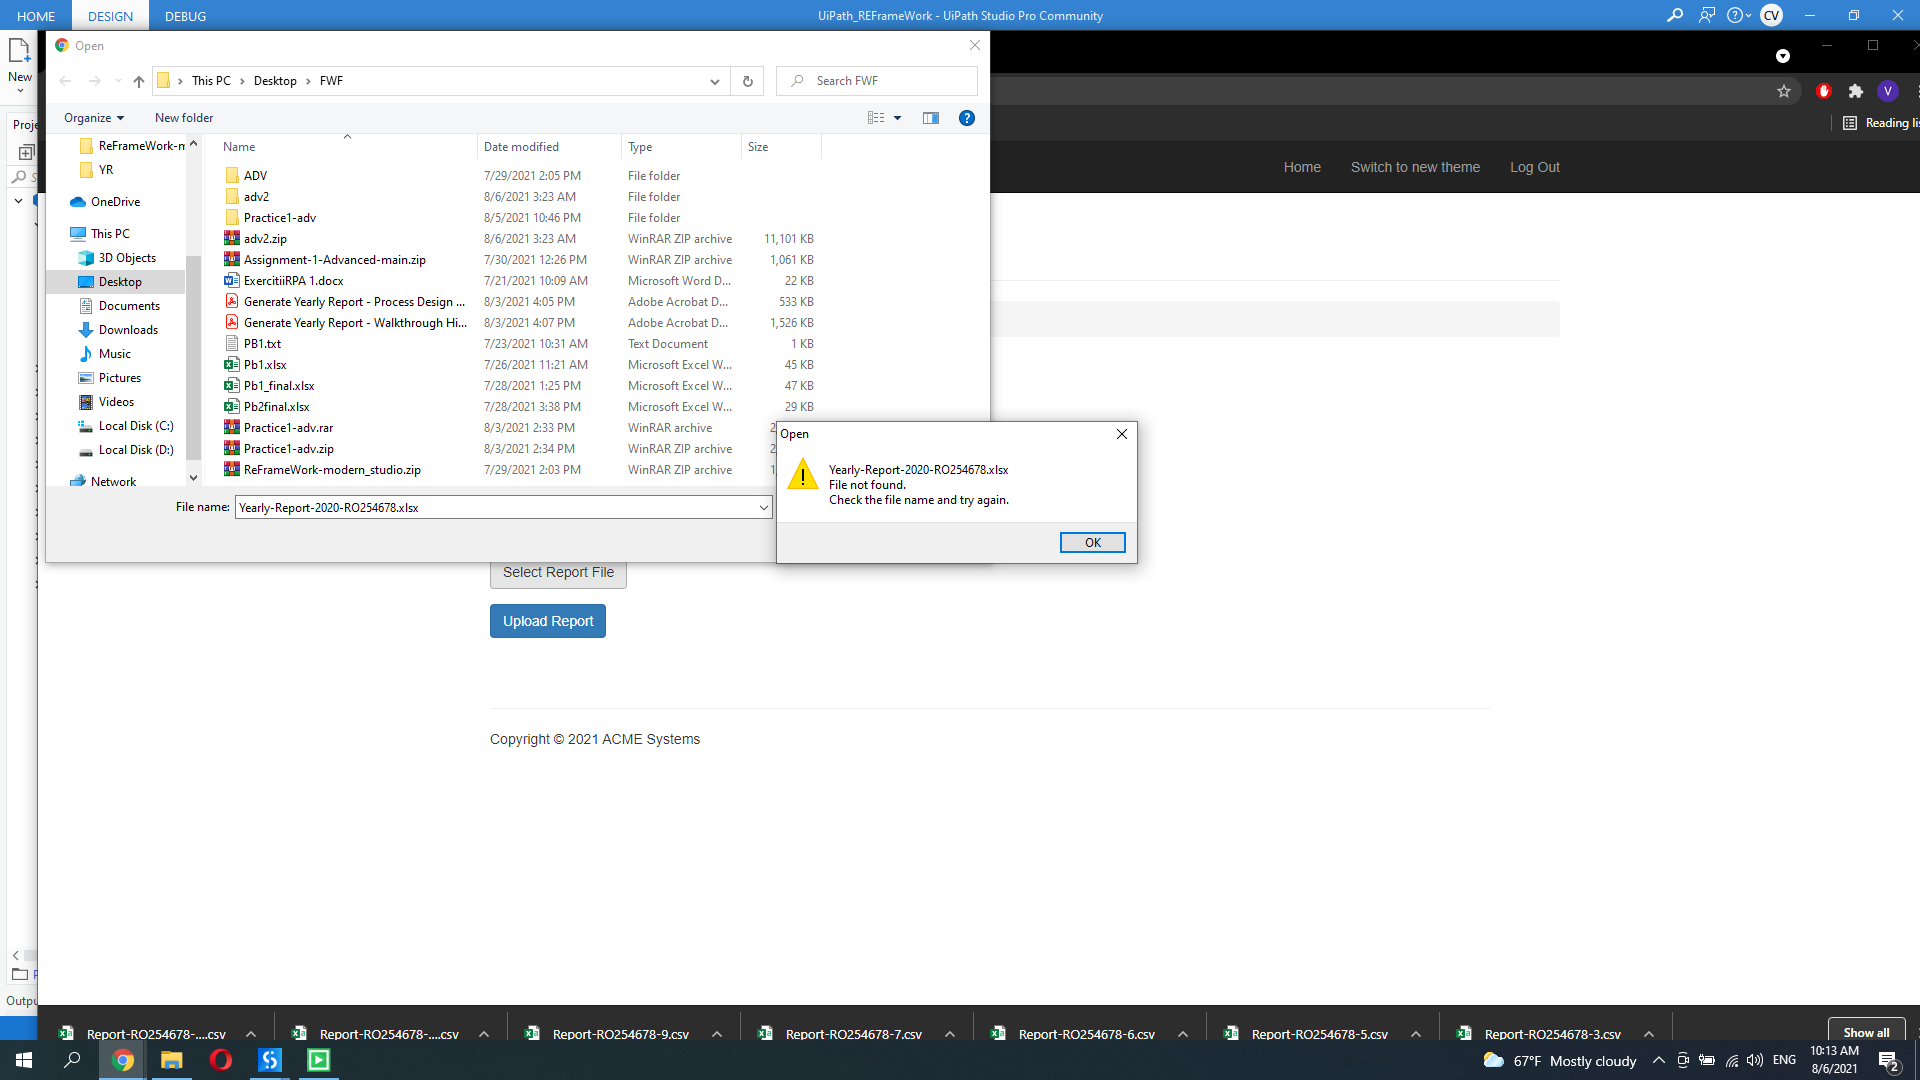 HOME DESIGN DEBUG UiPath_REFrameWork - UiPath Studio Pro Community CV
New
Open
This PC Desktop FWF Search FWF
V
Organize New folder
Reading lis
Proje
Home Switch to new theme Log Out
ReFrameWork-n
YR
OneDrive
This PC
3D Objects
Desktop
Documents
Downloads
Music
Pictures
Videos
Local Disk (C:)
Local Disk (D:)
Network
Name Date modified Type Size
ADV 7/29/2021 2:05 PM File folder
adv2 8/6/2021 3:23 AM File folder
Practice1-adv 8/5/2021 10:46 PM File folder
adv2.zip 8/6/2021 3:23 AM WinRAR ZIP archive 11,101 KB
Assignment-1-Advanced-main.zip 7/30/2021 12:26 PM WinRAR ZIP archive 1,061 KB
ExercitiiRPA 1.docx 7/21/2021 10:09 AM Microsoft Word D... 22 KB
Generate Yearly Report - Process Design ... 8/3/2021 4:05 PM Adobe Acrobat D... 533 KB
Generate Yearly Report - Walkthrough Hi... 8/3/2021 4:07 PM Adobe Acrobat D... 1,526 KB
PB1.txt 7/23/2021 10:31 AM Text Document 1 KB
Pb1.xlsx 7/26/2021 11:21 AM Microsoft Excel W... 45 KB
Pb1_final.xlsx 7/28/2021 1:25 PM Microsoft Excel W... 47 KB
Pb2final.xlsx 7/28/2021 3:38 PM Microsoft Excel W... 29 KB
Practice1-adv.rar 8/3/2021 2:33 PM WinRAR archive 2
Practice1-adv.zip 8/3/2021 2:34 PM WinRAR ZIP archive 2,
ReFrameWork-modern_studio.zip 7/29/2021 2:03 PM WinRAR ZIP archive 1,
File name: Yearly-Report-2020-RO254678.xlsx
Open
Yearly-Report-2020-RO254678.xlsx
File not found.
Check the file name and try again.
OK
Select Report File
Upload Report
Copyright © 2021 ACME Systems
Outpu
Report-RO254678-....csv Report-RO254678-....csv Report-RO254678-9.csv Report-RO254678-7.csv Report-RO254678-6.csv Report-RO254678-5.csv Report-RO254678-3.csv Show all
67°F Mostly cloudy ENG 10:13 AM
8/6/2021 2